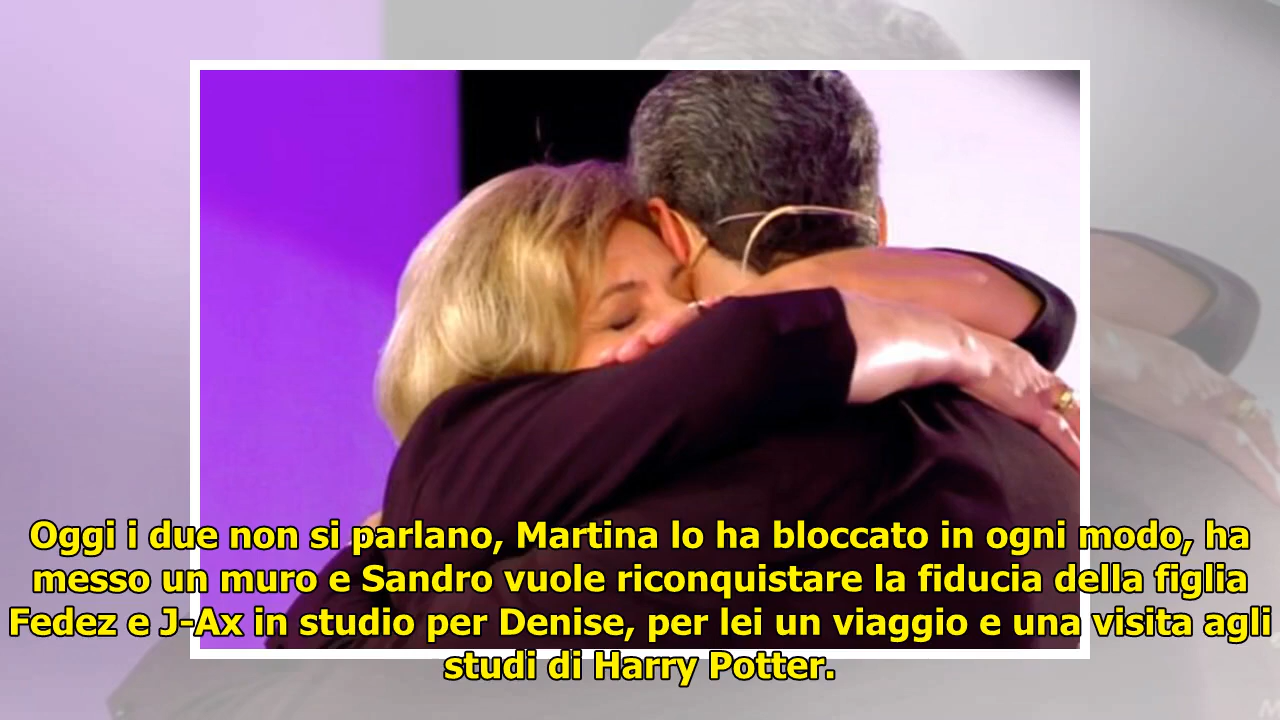 Oggi i due non si parlano, Martina lo ha bloccato in ogni modo, ha
messo un muro e Sandro vuole riconquistare la fiducia della figlia
Fedez e J-Ax in studio per Denise, per lei un viaggio e una visita agli
studi di Harry Potter.